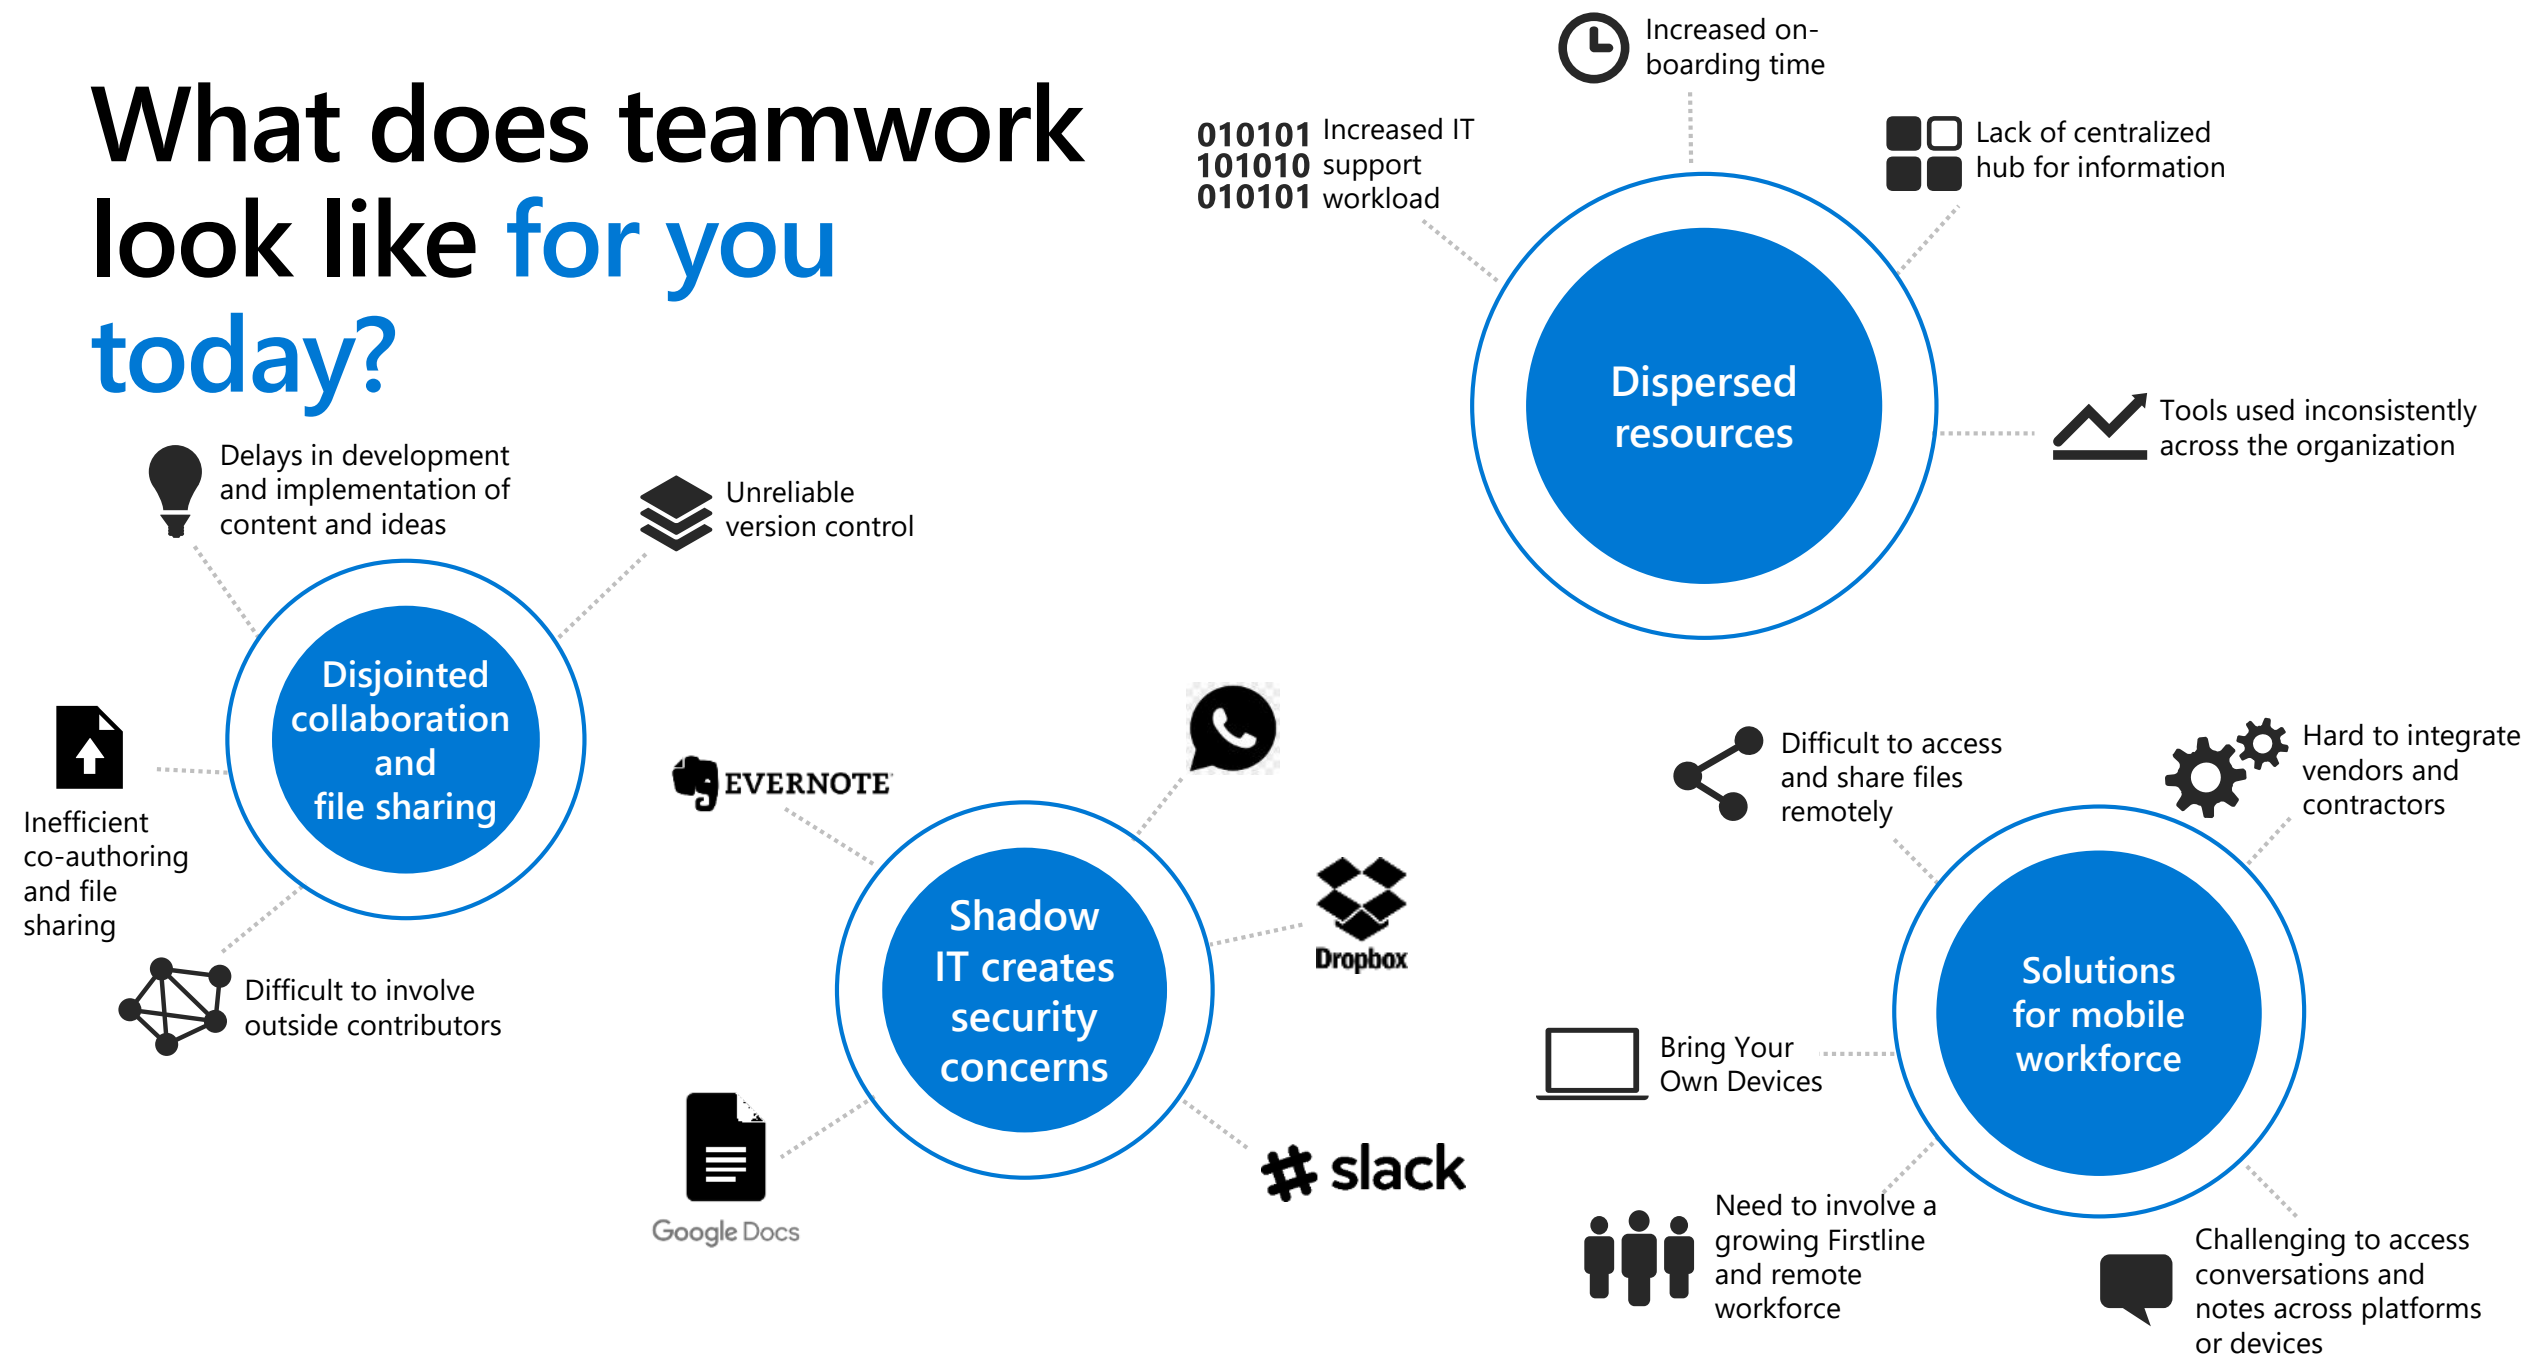 What does teamwork
look like for you
today?
Increased on-
boarding time
010101
101010
010101
Increased IT
support
workload
Lack of centralized
hub for information
Dispersed
resources
Tools used inconsistently
across the organization
Delays in development
and implementation of
content and ideas
Unreliable
version control
Disjointed
collaboration
and
file sharing
Inefficient
co-authoring
and file
sharing
Difficult to involve
outside contributors
EVERNOTE
Dropbox
Shadow
IT creates
security
concerns
Google Docs
slack
Difficult to access
and share files
remotely
Hard to integrate
vendors and
contractors
Solutions
for mobile
workforce
Bring Your
Own Devices
Need to involve a
growing Firstline
and remote
workforce
Challenging to access
conversations and
notes across platforms
or devices